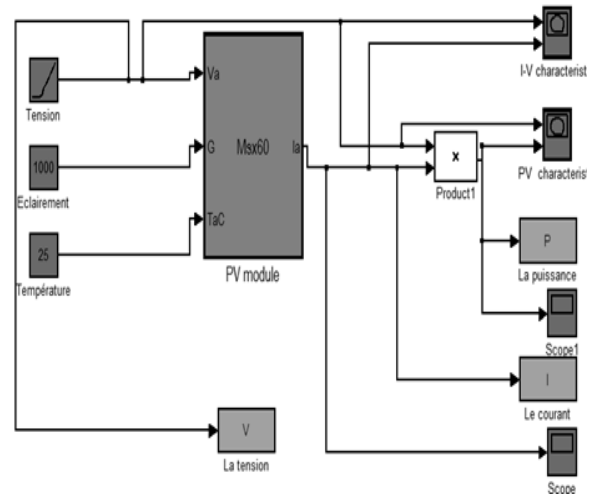 I-V characterist
Va
Tension
Msx60
Ia
G
1000
Eclairement
×
Product1
PV characterist
TaC
25
Température
PV module
P
La puissance
Scope1
I
Le courant
V
La tension
Scope